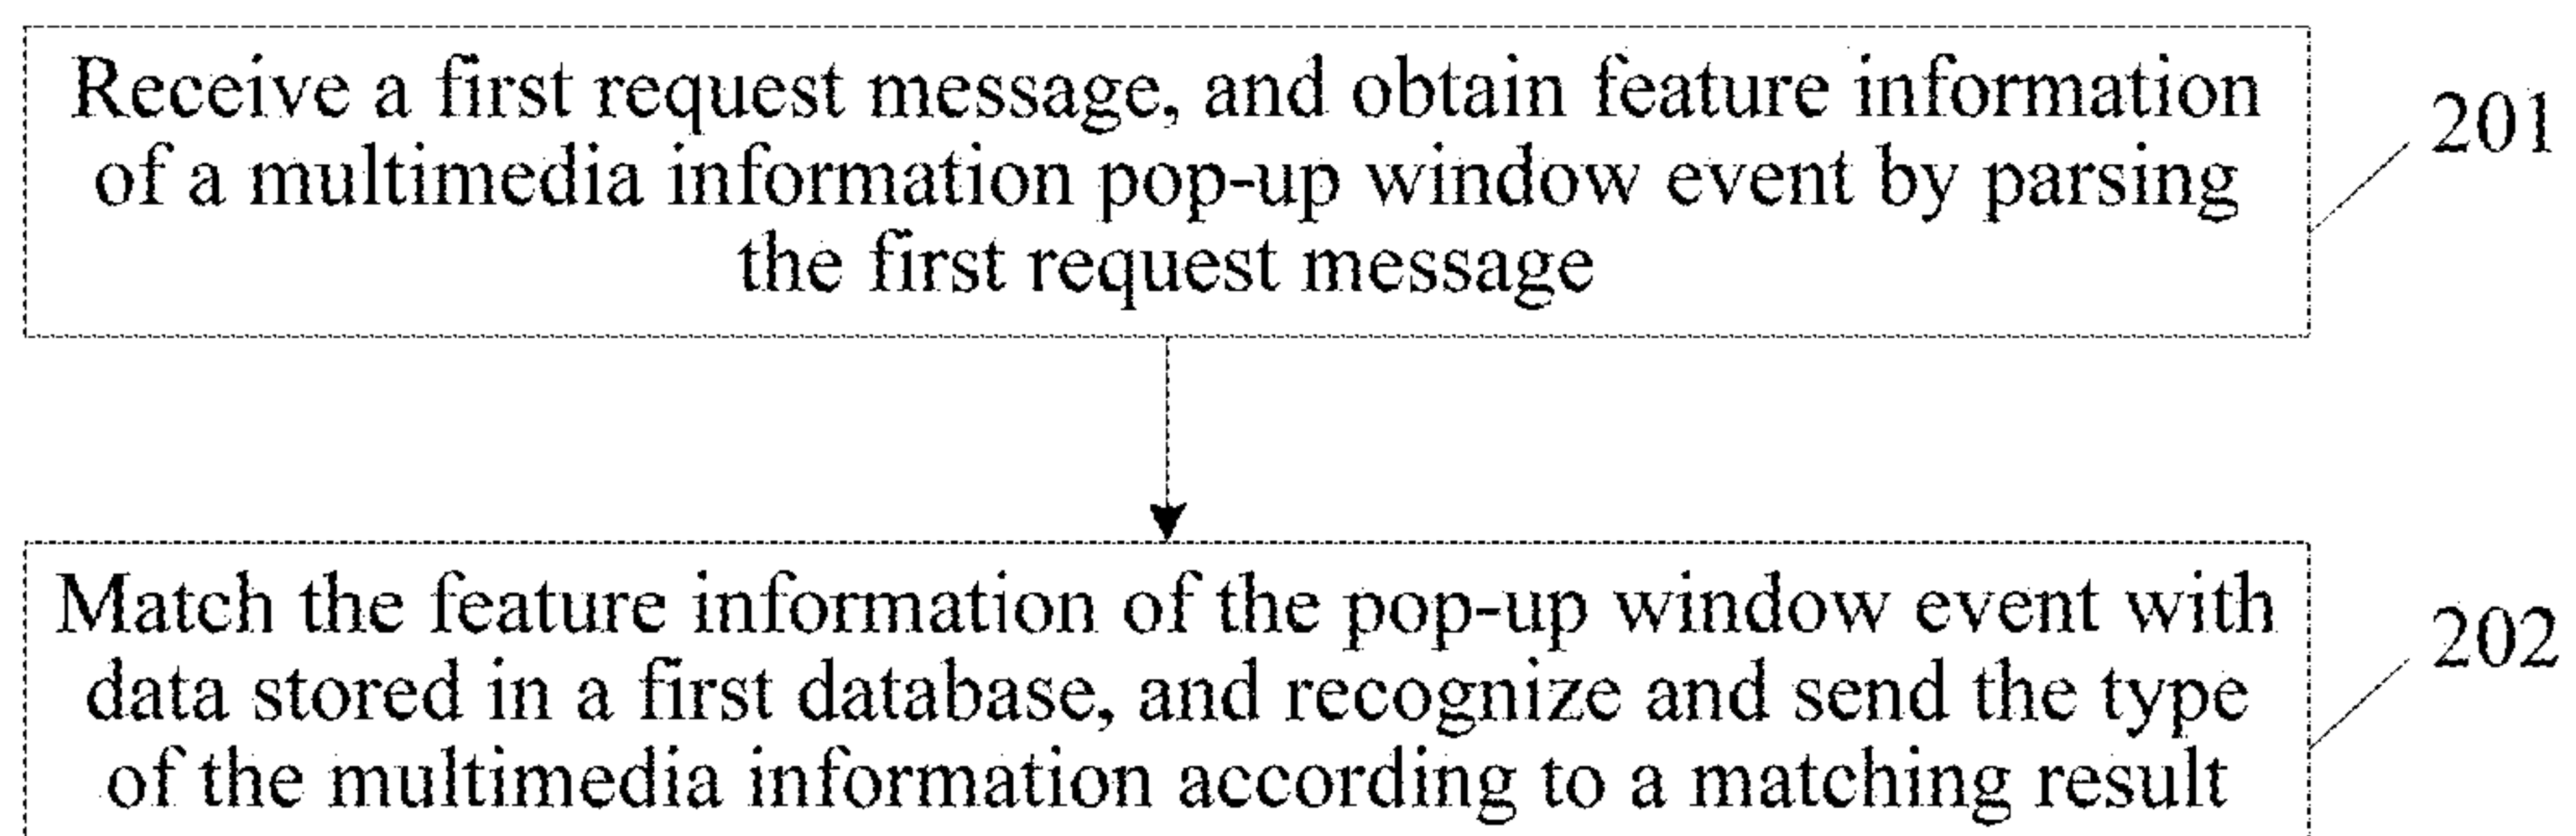 Receive a first request message, and obtain feature information
of a multimedia information pop-up window event by parsing
the first request message
201
Match the feature information of the pop-up window event with
data stored in a first database, and recognize and send the type
of the multimedia information according to a matching result
202